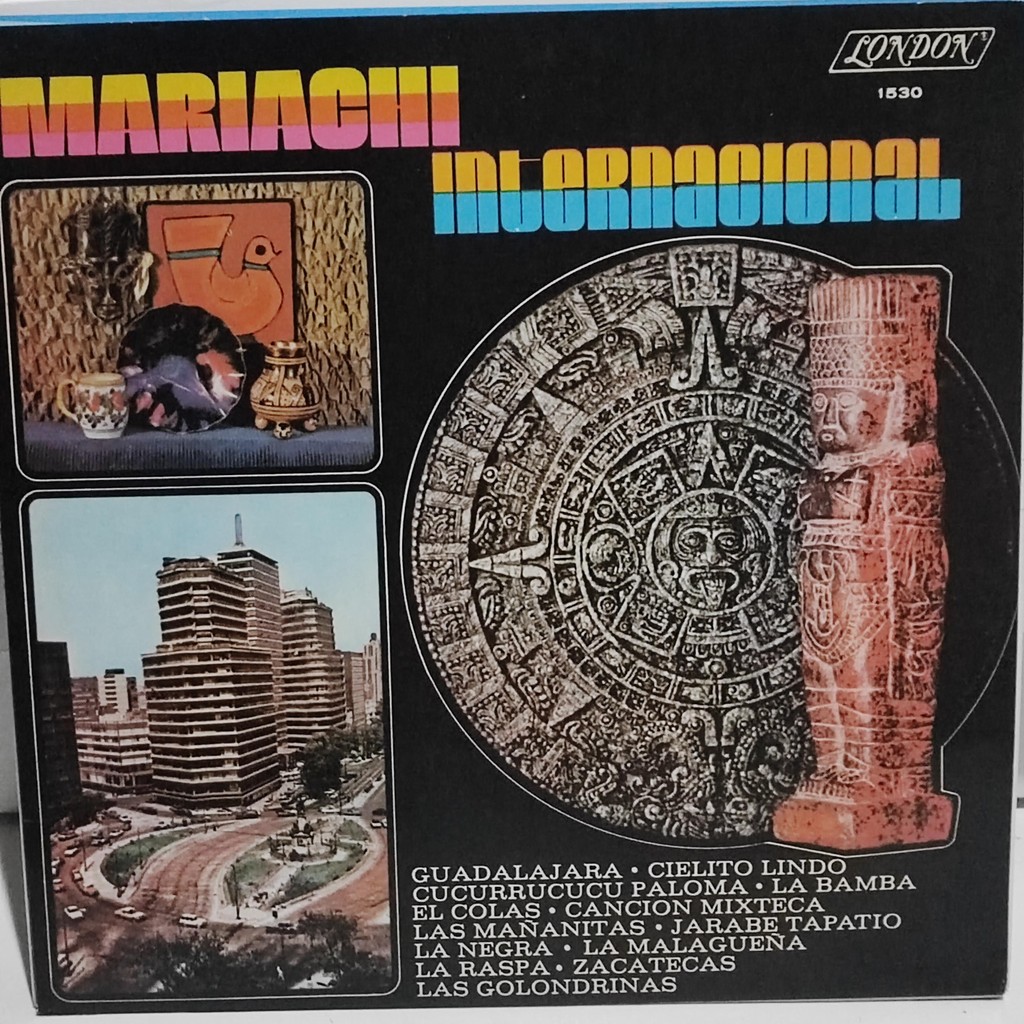 LONDON
1530
MARIACHI
INTERNACIONAL
GUADALAJARA • CIELITO LINDO
CUCURRUCUCU PALOMA • LA BAMBA
EL COLAS • CANCION MIXTECA
LAS MAÑANITAS • JARABE TAPATIO
LA NEGRA • LA MALAGUEÑA
LA RASPA • ZACATECAS
LAS GOLONDRINAS